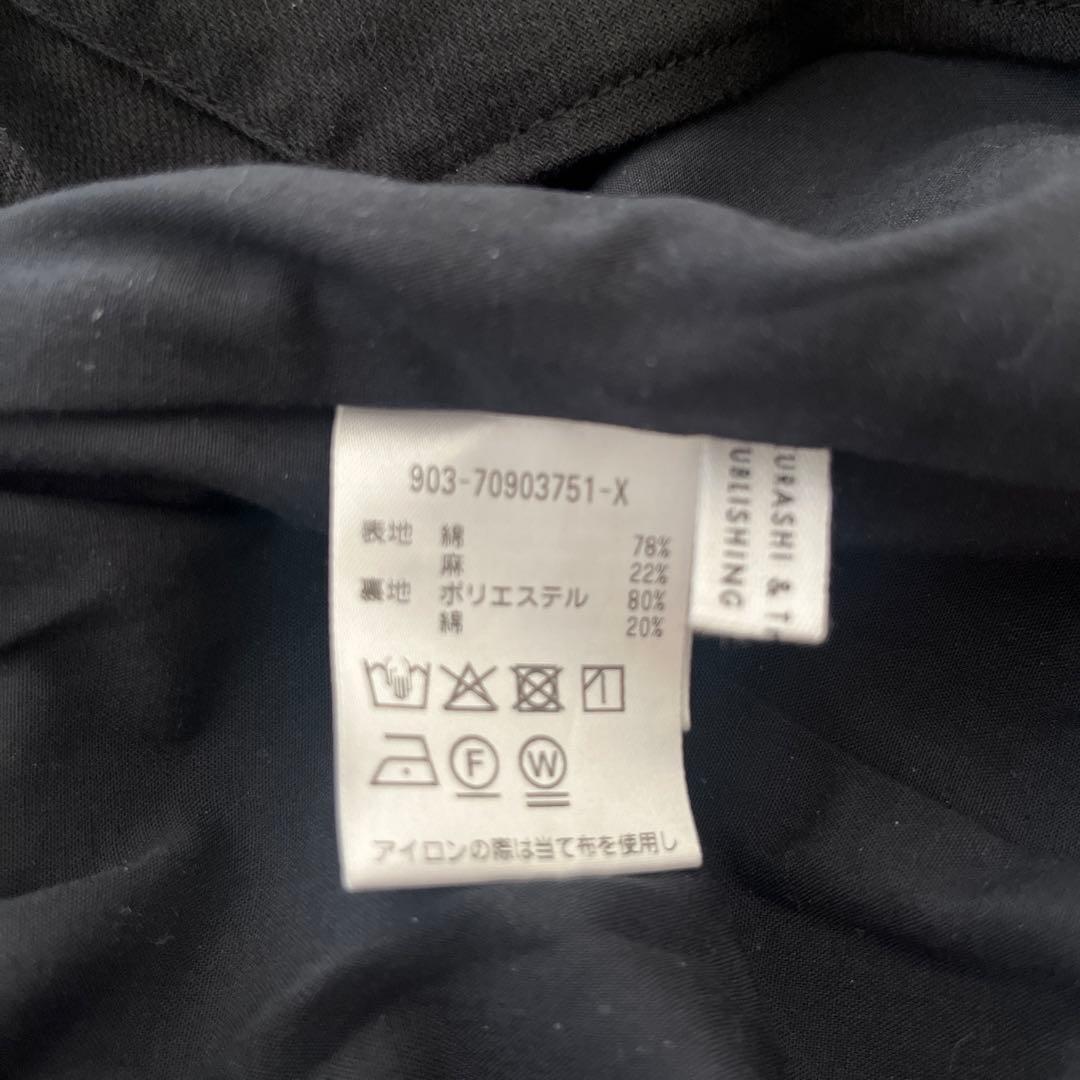 903-70903751-X
表地 綿 78%
麻 22%
裏地 ポリエステル 80%
綿 20%
F W
アイロンの際は当て布を使用し
URASHI & T
UBLISHING